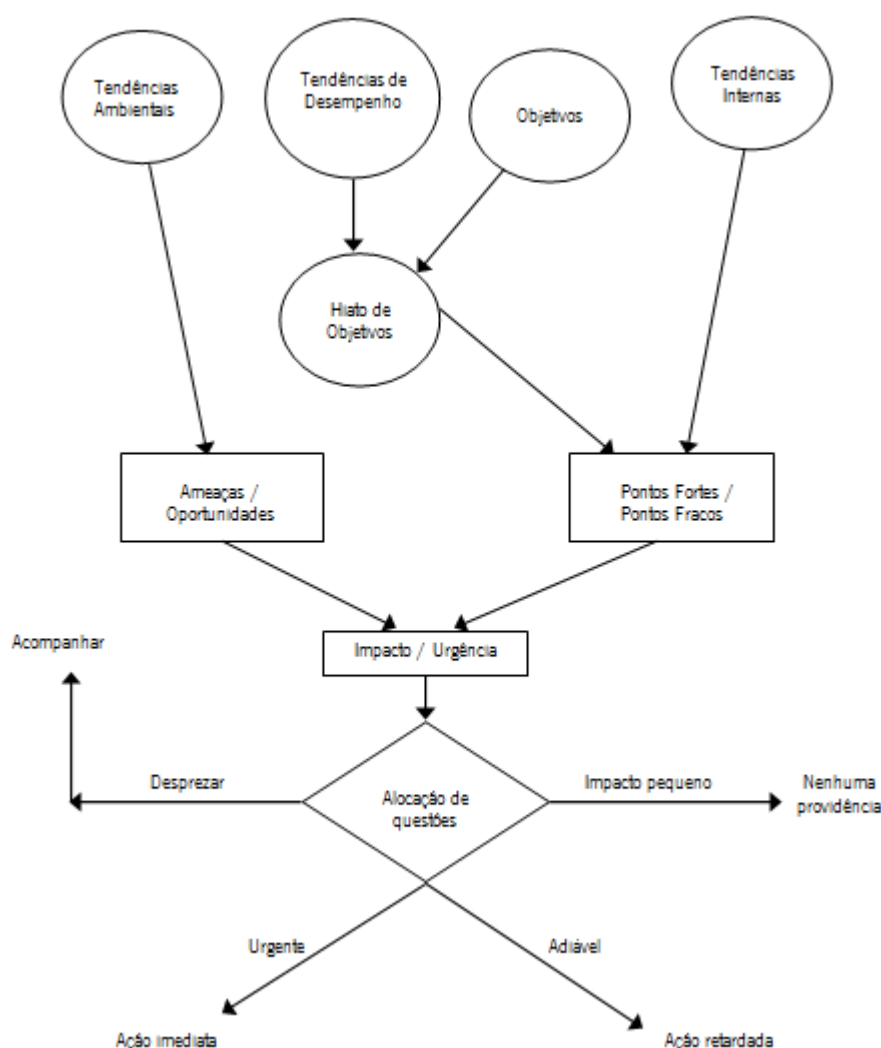 Tendências
Ambientais
Tendências de
Desempenho
Objetivos
Tendências
Internas
Hiato de
Objetivos
Ameaças /
Oportunidades
Pontos Fortes /
Pontos Fracos
Impacto / Urgência
Acompanhar
Desprezar
Alocação de
questões
Impacto pequeno
Nenhuma
providência
Urgente
Adiável
Ação imediata
Ação retardada